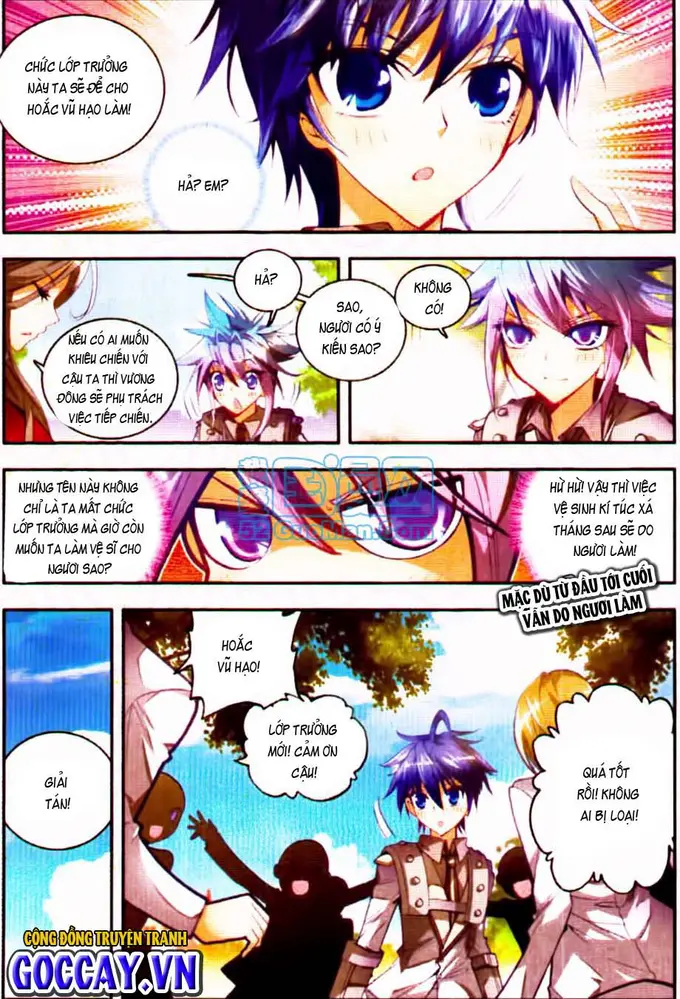 CHỨC LỚP TRƯỞNG
NÀY TA SẼ ĐỂ CHO
HOẮC VŨ HẠO LÀM!
HẢ? EM?
NẾU CÓ AI MUỐN
KHIÊU CHIẾN VỚI
CẬU TA THÌ VƯƠNG
ĐÔNG SẼ PHỤ TRÁCH
VIỆC TIẾP CHIẾN.
HẢ?
SAO,
NGƯƠI CÓ Ý
KIẾN SAO?
KHÔNG
CÓ!
NHƯNG TÊN NÀY KHÔNG
CHỈ LÀ TA MẤT CHỨC
LỚP TRƯỞNG MÀ GIỜ CÒN
MUỐN TA LÀM VỆ SĨ CHO
NGƯƠI SAO?
HỪ HỪ! VẬY THÌ VIỆC
VỆ SINH KÍ TÚC XÁ
THÁNG SAU SẼ DO
NGƯƠI LÀM!
MẶC DÙ TỪ ĐẦU TỚI CUỐI
VẪN DO NGƯƠI LÀM
GIẢI
TÁN!
HOẮC
VŨ HẠO!
LỚP TRƯỞNG
MỚI! CẢM ƠN
CẬU!
QUÁ TỐT
RỒI! KHÔNG
AI BỊ LOẠI!
CỘNG ĐỒNG TRUYỆN TRANH
GOCCAY.VN